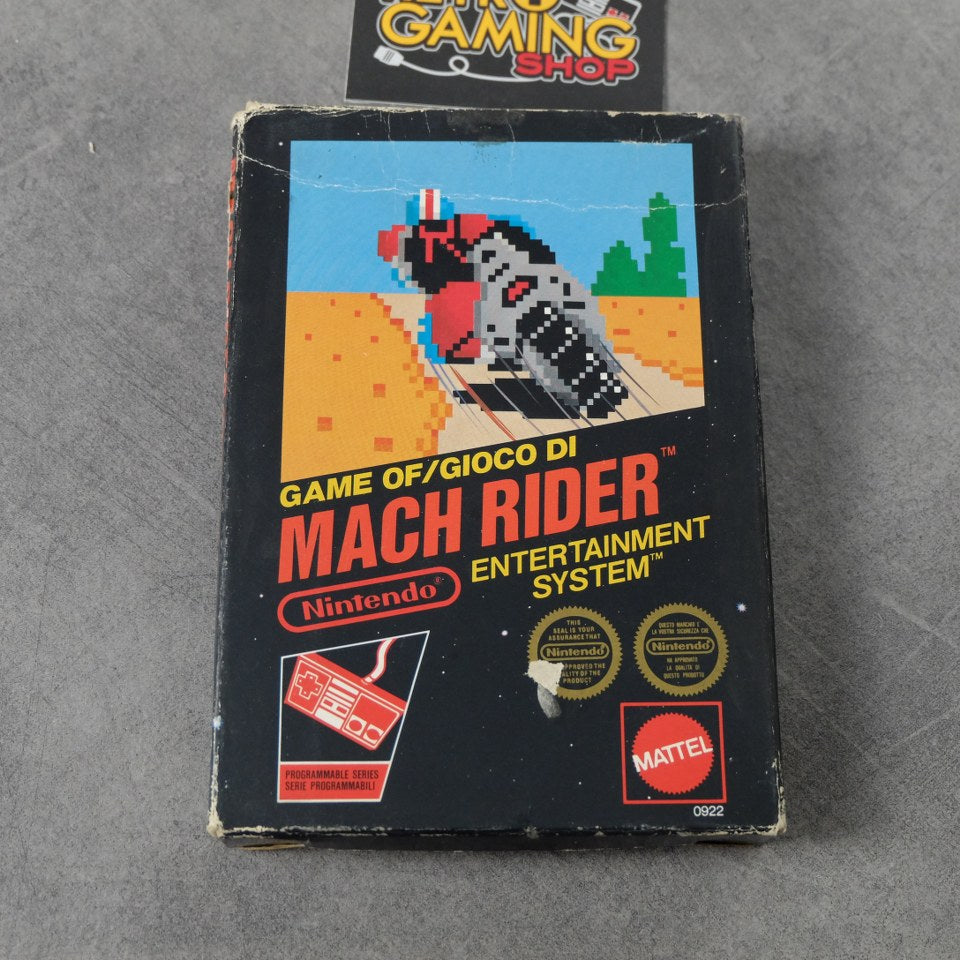 RETRO
GAMING
SHOP
GAME OF/GIOCO DI
MACH RIDER™
Nintendo®
ENTERTAINMENT
SYSTEM™
THIS
SEAL IS YOUR
ASSURANCE THAT
Nintendo
APPROVED THE
QUALITY OF THE
PRODUCT
QUESTO MARCHIO È
LA VOSTRA SICUREZZA CHE
Nintendo
HA APPROVATO
LA QUALITÀ DI
QUESTO PRODOTTO
PROGRAMMABLE SERIES
SERIE PROGRAMMABILI
MATTEL
0922